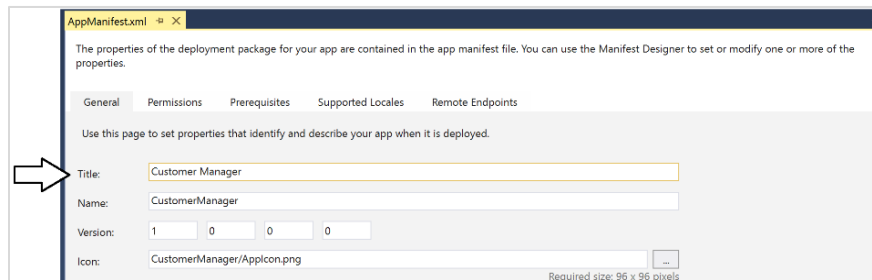 AppManifest.xml
The properties of the deployment package for your app are contained in the app manifest file. You can use the Manifest Designer to set or modify one or more of the
properties.
General Permissions Prerequisites Supported Locales Remote Endpoints
Use this page to set properties that identify and describe your app when it is deployed.
Title: Customer Manager
Name: CustomerManager
Version: 1 0 0 0
Icon: CustomerManager/AppIcon.png ...
Required size: 96 x 96 pixels